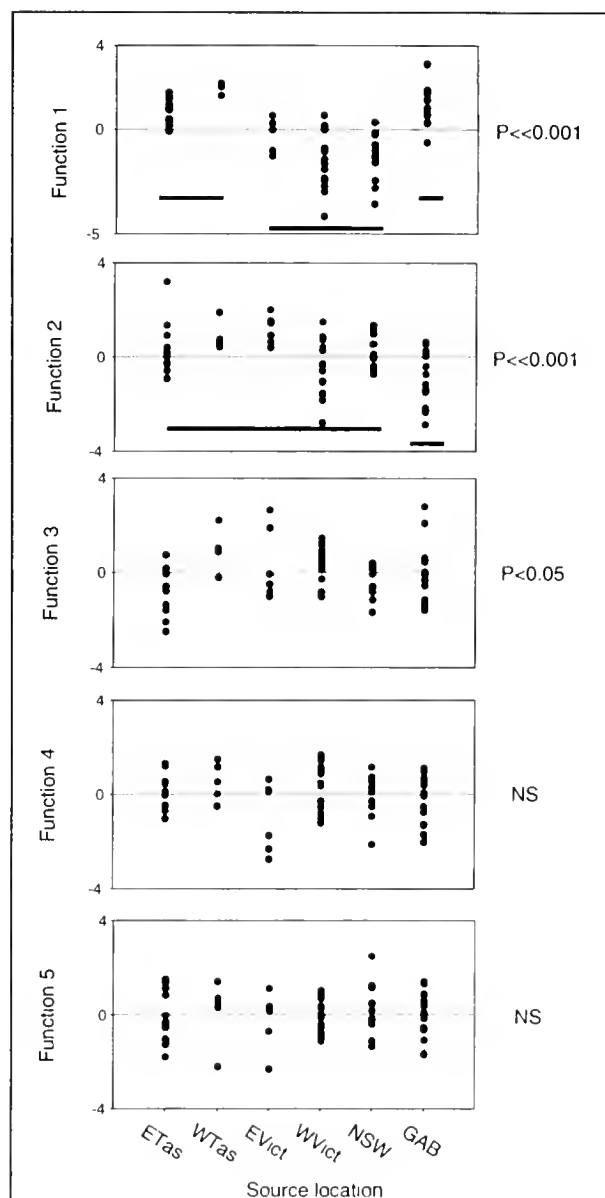 4
0
-5
Function 1
P<<0.001
4
0
-4
Function 2
P<<0.001
4
0
-4
Function 3
P<0.05
4
0
-4
Function 4
NS
4
0
-4
Function 5
NS
ETas
WTas
EVict
WVict
NSW
GAB
Source location